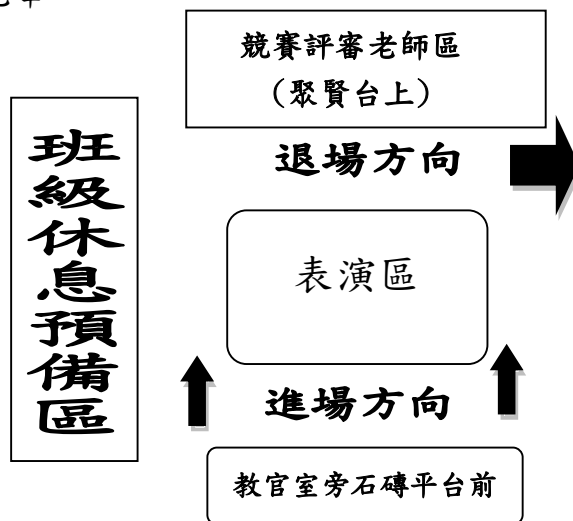 競賽評審老師區
（聚賢台上）
退場方向
班級休息預備區
表演區
進場方向
教官室旁石磚平台前